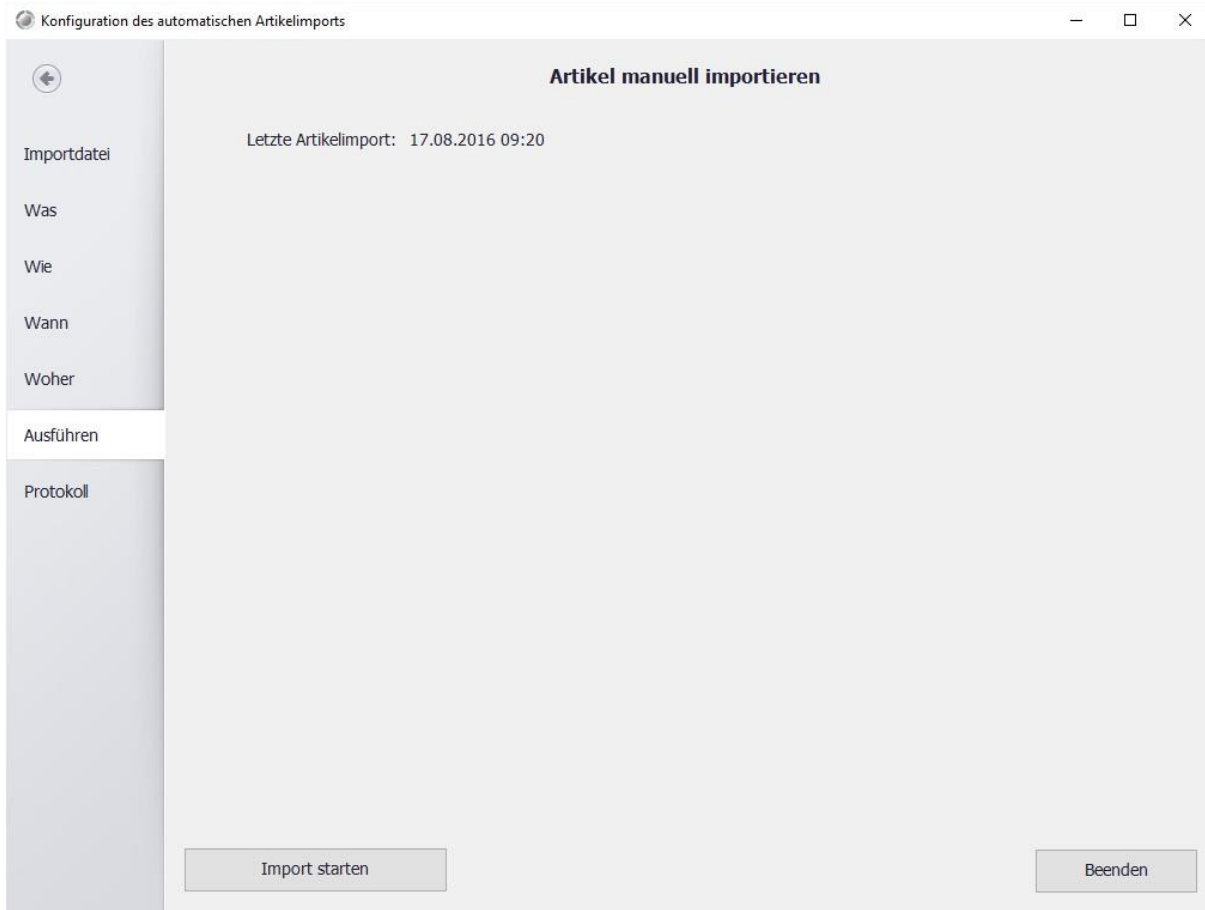 Konfiguration des automatischen Artikelimports
Artikel manuell importieren
Letzte Artikelimport: 17.08.2016 09:20
Importdatei
Was
Wie
Wann
Woher
Ausführen
Protokoll
Import starten
Beenden